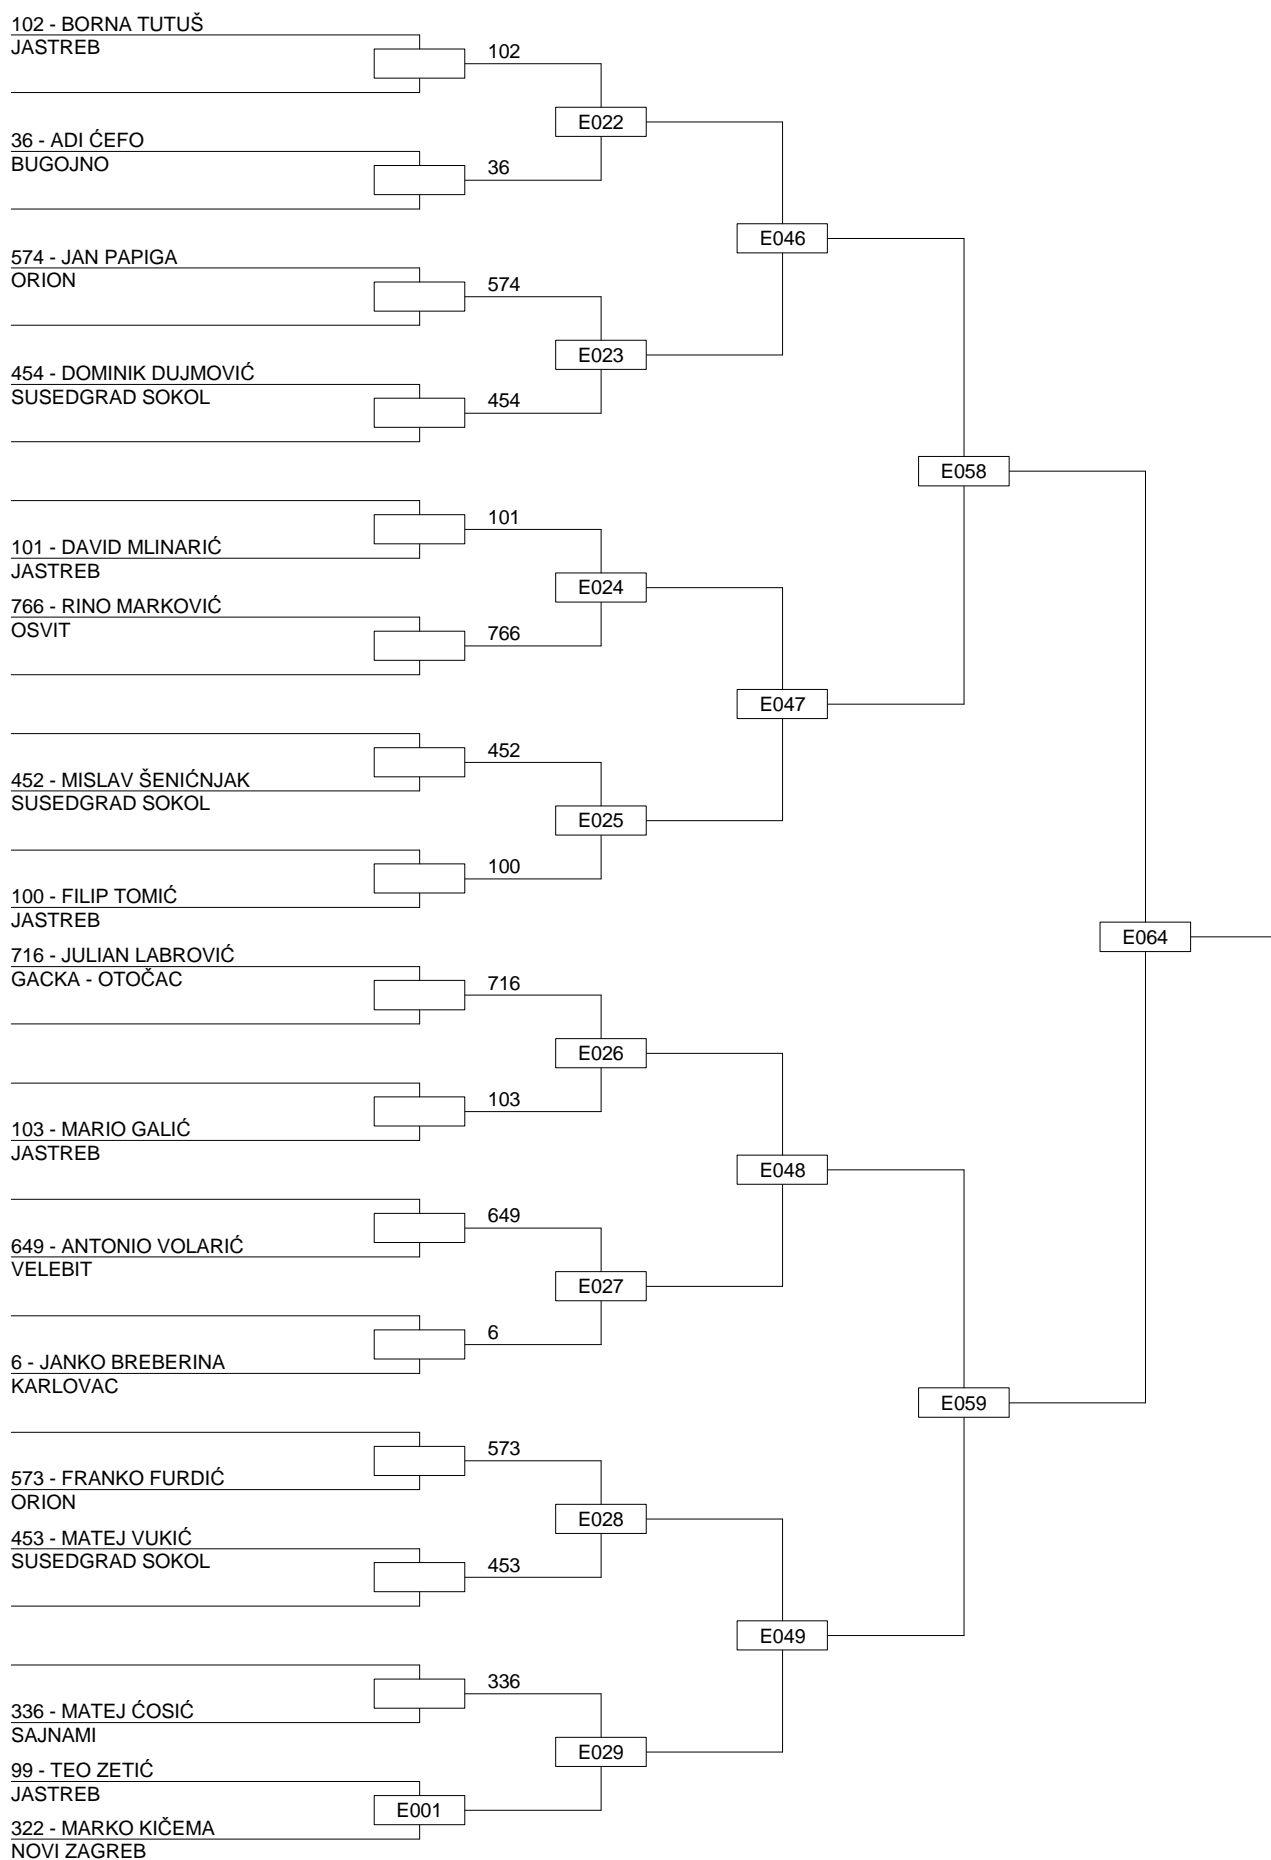 102 - BORNA TUTUŠ
JASTREB
102
E022
36 - ADI ĆEFO
BUGOJNO
36
E046
574 - JAN PAPIGA
ORION
574
E023
454 - DOMINIK DUJMOVIĆ
SUSEDGRAD SOKOL
454
E058
101
101 - DAVID MLINARIĆ
JASTREB
E024
766 - RINO MARKOVIĆ
OSVIT
766
E047
452
452 - MISLAV ŠENIĆNJAK
SUSEDGRAD SOKOL
E025
100
100 - FILIP TOMIĆ
JASTREB
E064
716 - JULIAN LABROVIĆ
GACKA - OTOČAC
716
E026
103
103 - MARIO GALIĆ
JASTREB
E048
649
649 - ANTONIO VOLARIĆ
VELEBIT
E027
6
6 - JANKO BREBERINA
KARLOVAC
E059
573
573 - FRANKO FURDIĆ
ORION
E028
453 - MATEJ VUKIĆ
SUSEDGRAD SOKOL
453
E049
336
336 - MATEJ ĆOSIĆ
SAJNAMI
E029
99 - TEO ZETIĆ
JASTREB
E001
322 - MARKO KIČEMA
NOVI ZAGREB